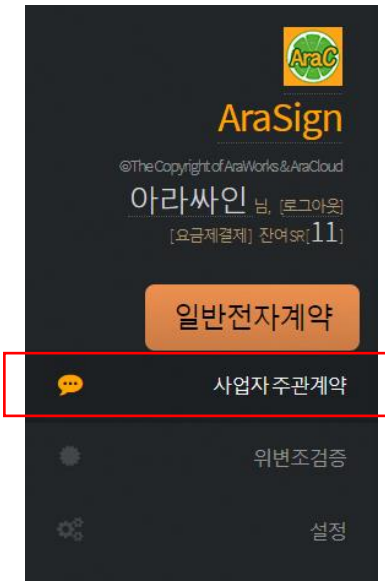 AraC
AraSign
©The Copyright of AraWorks & AraCloud
아라싸인 님, [로그아웃]
[요금제결제] 잔여SR[11]
일반전자계약
사업자주관계약
위변조검증
설정